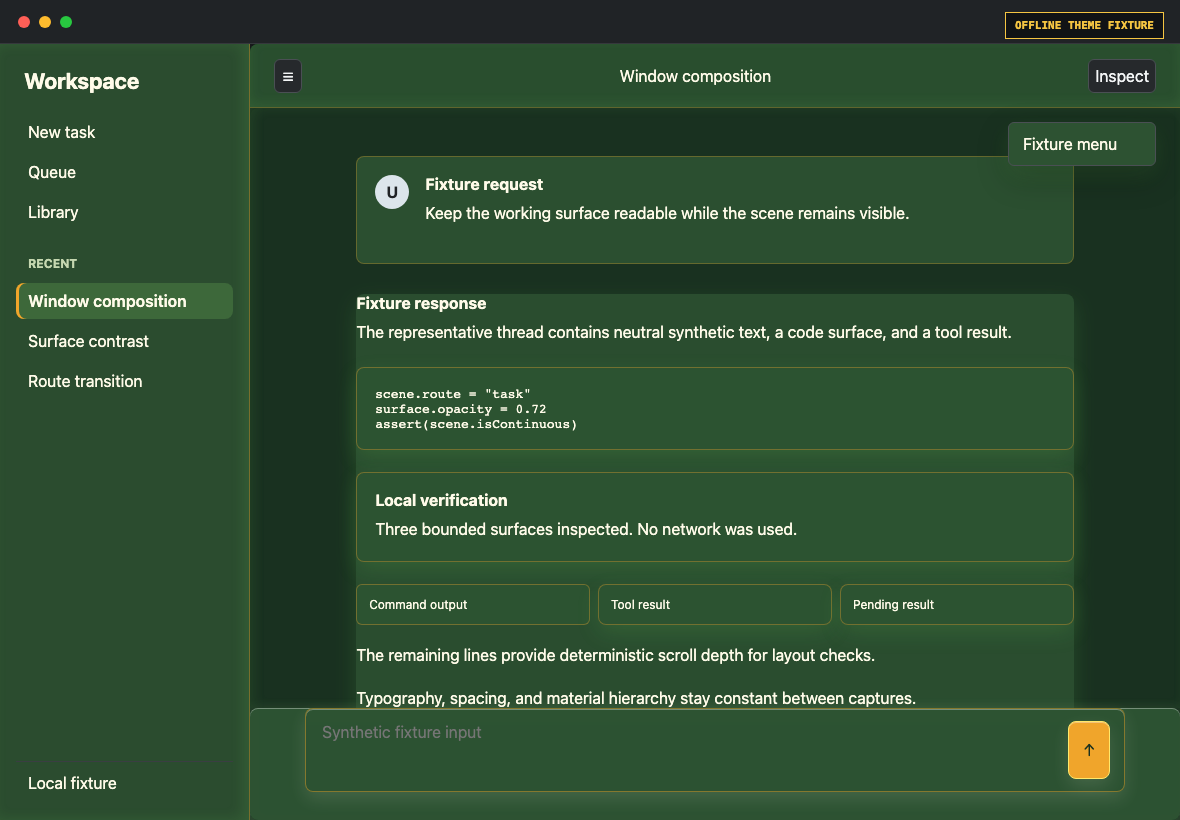 OFFLINE THEME FIXTURE
Workspace
New task
Queue
Library
RECENT
Window composition
Surface contrast
Route transition
Local fixture
Window composition
Inspect
Fixture menu
U
Fixture request
Keep the working surface readable while the scene remains visible.
Fixture response
The representative thread contains neutral synthetic text, a code surface, and a tool result.
scene.route = "task"
surface.opacity = 0.72
assert(scene.isContinuous)
Local verification
Three bounded surfaces inspected. No network was used.
Command output
Tool result
Pending result
The remaining lines provide deterministic scroll depth for layout checks.
Typography, spacing, and material hierarchy stay constant between captures.
Synthetic fixture input